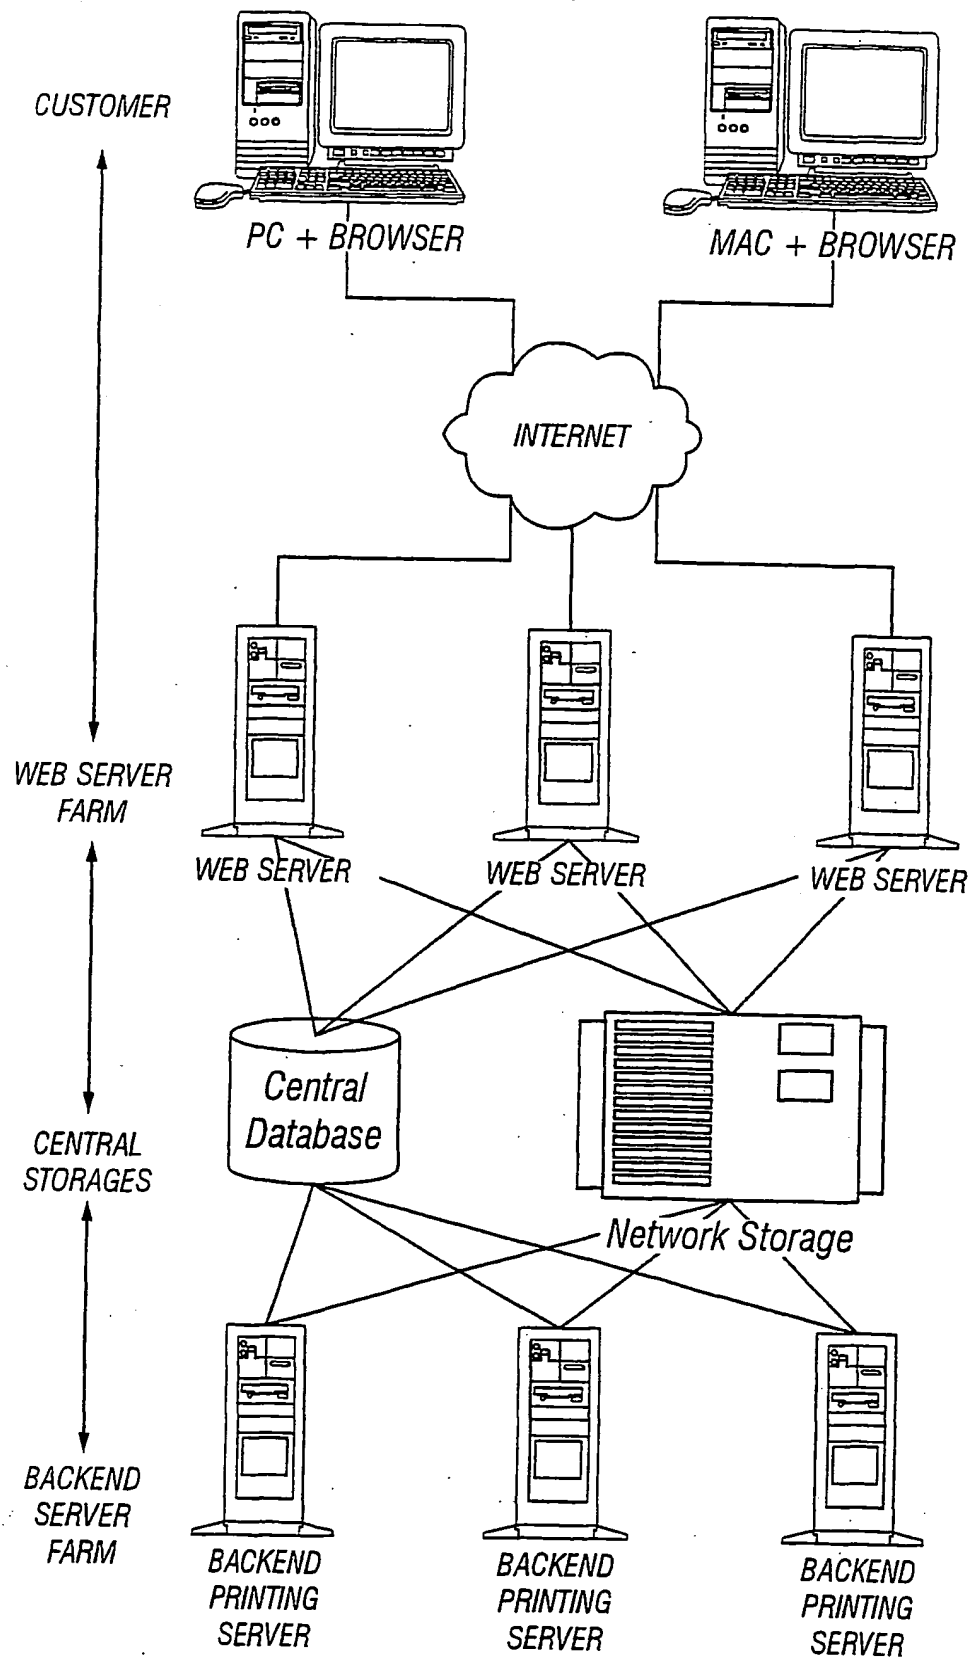 CUSTOMER
PC + BROWSER
MAC + BROWSER
INTERNET
WEB SERVER
FARM
WEB SERVER
WEB SERVER
WEB SERVER
Central
Database
CENTRAL
STORAGES
Network Storage
BACKEND
SERVER
FARM
BACKEND
PRINTING
SERVER
BACKEND
PRINTING
SERVER
BACKEND
PRINTING
SERVER